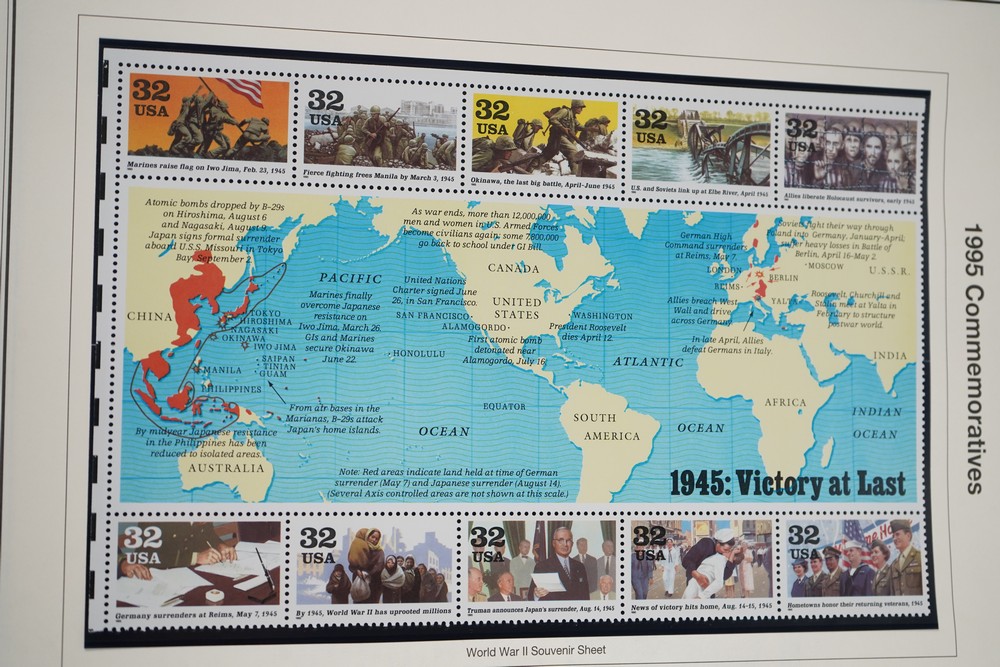 32
USA
Marines raise flag on Iwo Jima, Feb. 23, 1945
32
USA
Fierce fighting frees Manila by March 3, 1945
32
USA
Okinawa, the last big battle, April-June 1945
32
USA
U.S. and Soviets link up at Elbe River, April 1945
32
USA
Allies liberate Holocaust survivors, early 1945
Atomic bombs dropped by B-29s
on Hiroshima, August 6
and Nagasaki, August 9.
Japan signs formal surrender
aboard U.S.S. Missouri in Tokyo
Bay, September 2.
As war ends, more than 12,000,000
men and women in U.S. Armed Forces
become civilians again, some 7,800,000
go back to school under GI Bill.
German High
Command surrenders
at Reims, May 7.
Soviets fight their way through
Poland into Germany, January-April;
suffer heavy losses in Battle of
Berlin, April 16-May 2.
MOSCOW
U.S.S.R.
LONDON
BERLIN
REIMS
YALTA
CHINA
PACIFIC
Marines finally
overcome Japanese
resistance on
Iwo Jima, March 26.
GIs and Marines
secure Okinawa
June 22.
United Nations
Charter signed June
26, in San Francisco.
SAN FRANCISCO
ALAMOGORDO
First atomic bomb
detonated near
Alamogordo, July 16.
CANADA
UNITED
STATES
WASHINGTON
President Roosevelt
dies April 12.
Allies breach West
Wall and drive
across Germany.
Roosevelt, Churchill and
Stalin meet at Yalta in
February to structure
postwar world.
In late April, Allies
defeat Germans in Italy.
TOKYO
HIROSHIMA
NAGASAKI
OKINAWA
IWO JIMA
SAIPAN
TINIAN
GUAM
MANILA
PHILIPPINES
HONOLULU
ATLANTIC
INDIA
From air bases in the
Marianas, B-29s attack
Japan's home islands.
EQUATOR
OCEAN
SOUTH
AMERICA
OCEAN
AFRICA
INDIAN
OCEAN
By midyear Japanese resistance
in the Philippines has been
reduced to isolated areas.
AUSTRALIA
Note: Red areas indicate land held at time of German
surrender (May 7) and Japanese surrender (August 14).
(Several Axis controlled areas are not shown at this scale.)
1945: Victory at Last
32
USA
Germany surrenders at Reims, May 7, 1945
32
USA
By 1945, World War II has uprooted millions
32
USA
Truman announces Japan's surrender, Aug. 14, 1945
32
USA
News of victory hits home, Aug. 14-15, 1945
32
USA
Hometowns honor their returning veterans, 1945
World War II Souvenir Sheet
1995 Commemoratives